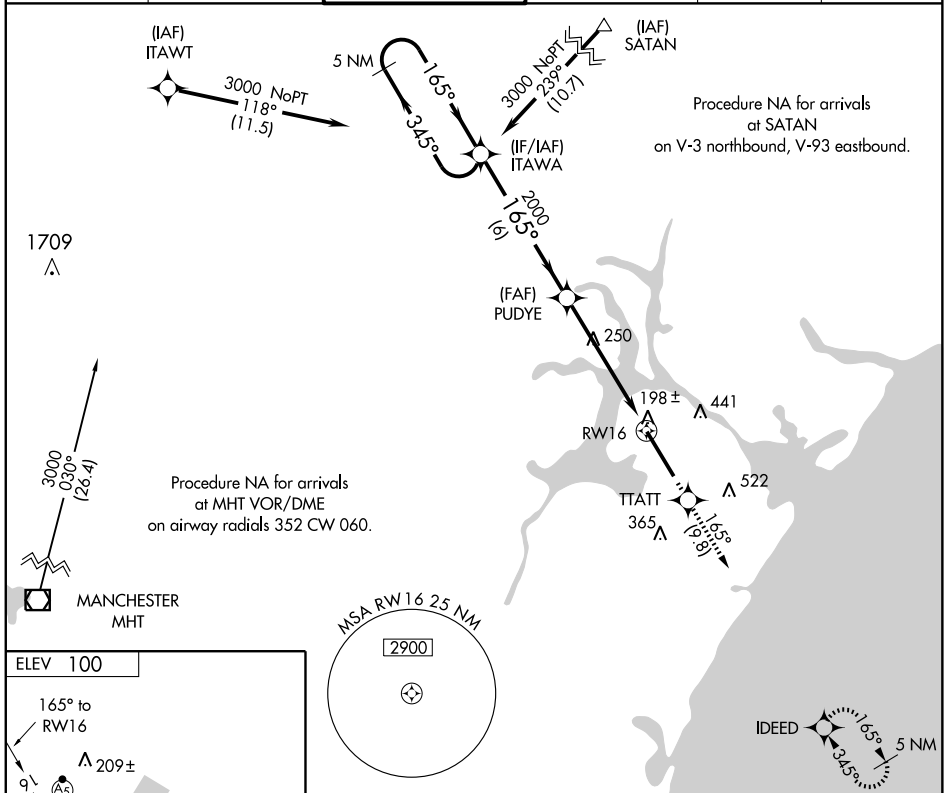 (IAF)
ITAWT
3000 NoPT
118°
(11.5)
5 NM
165°
345°
(IF/IAF)
ITAWA
(IAF)
SATAN
3000 NoPT
239°
(10.7)
Procedure NA for arrivals
at SATAN
on V-3 northbound, V-93 eastbound.
2000
165°
(6)
1709
(FAF)
PUDYE
250
198±
441
RW16
522
TTATT
365
165°
(9.8)
3000
030°
(26.4)
Procedure NA for arrivals
at MHT VOR/DME
on airway radials 352 CW 060.
MANCHESTER
MHT
MSA RW16 25 NM
2900
ELEV 100
165° to
RW16
209±
16
A5
IDEED
165°
345°
5 NM